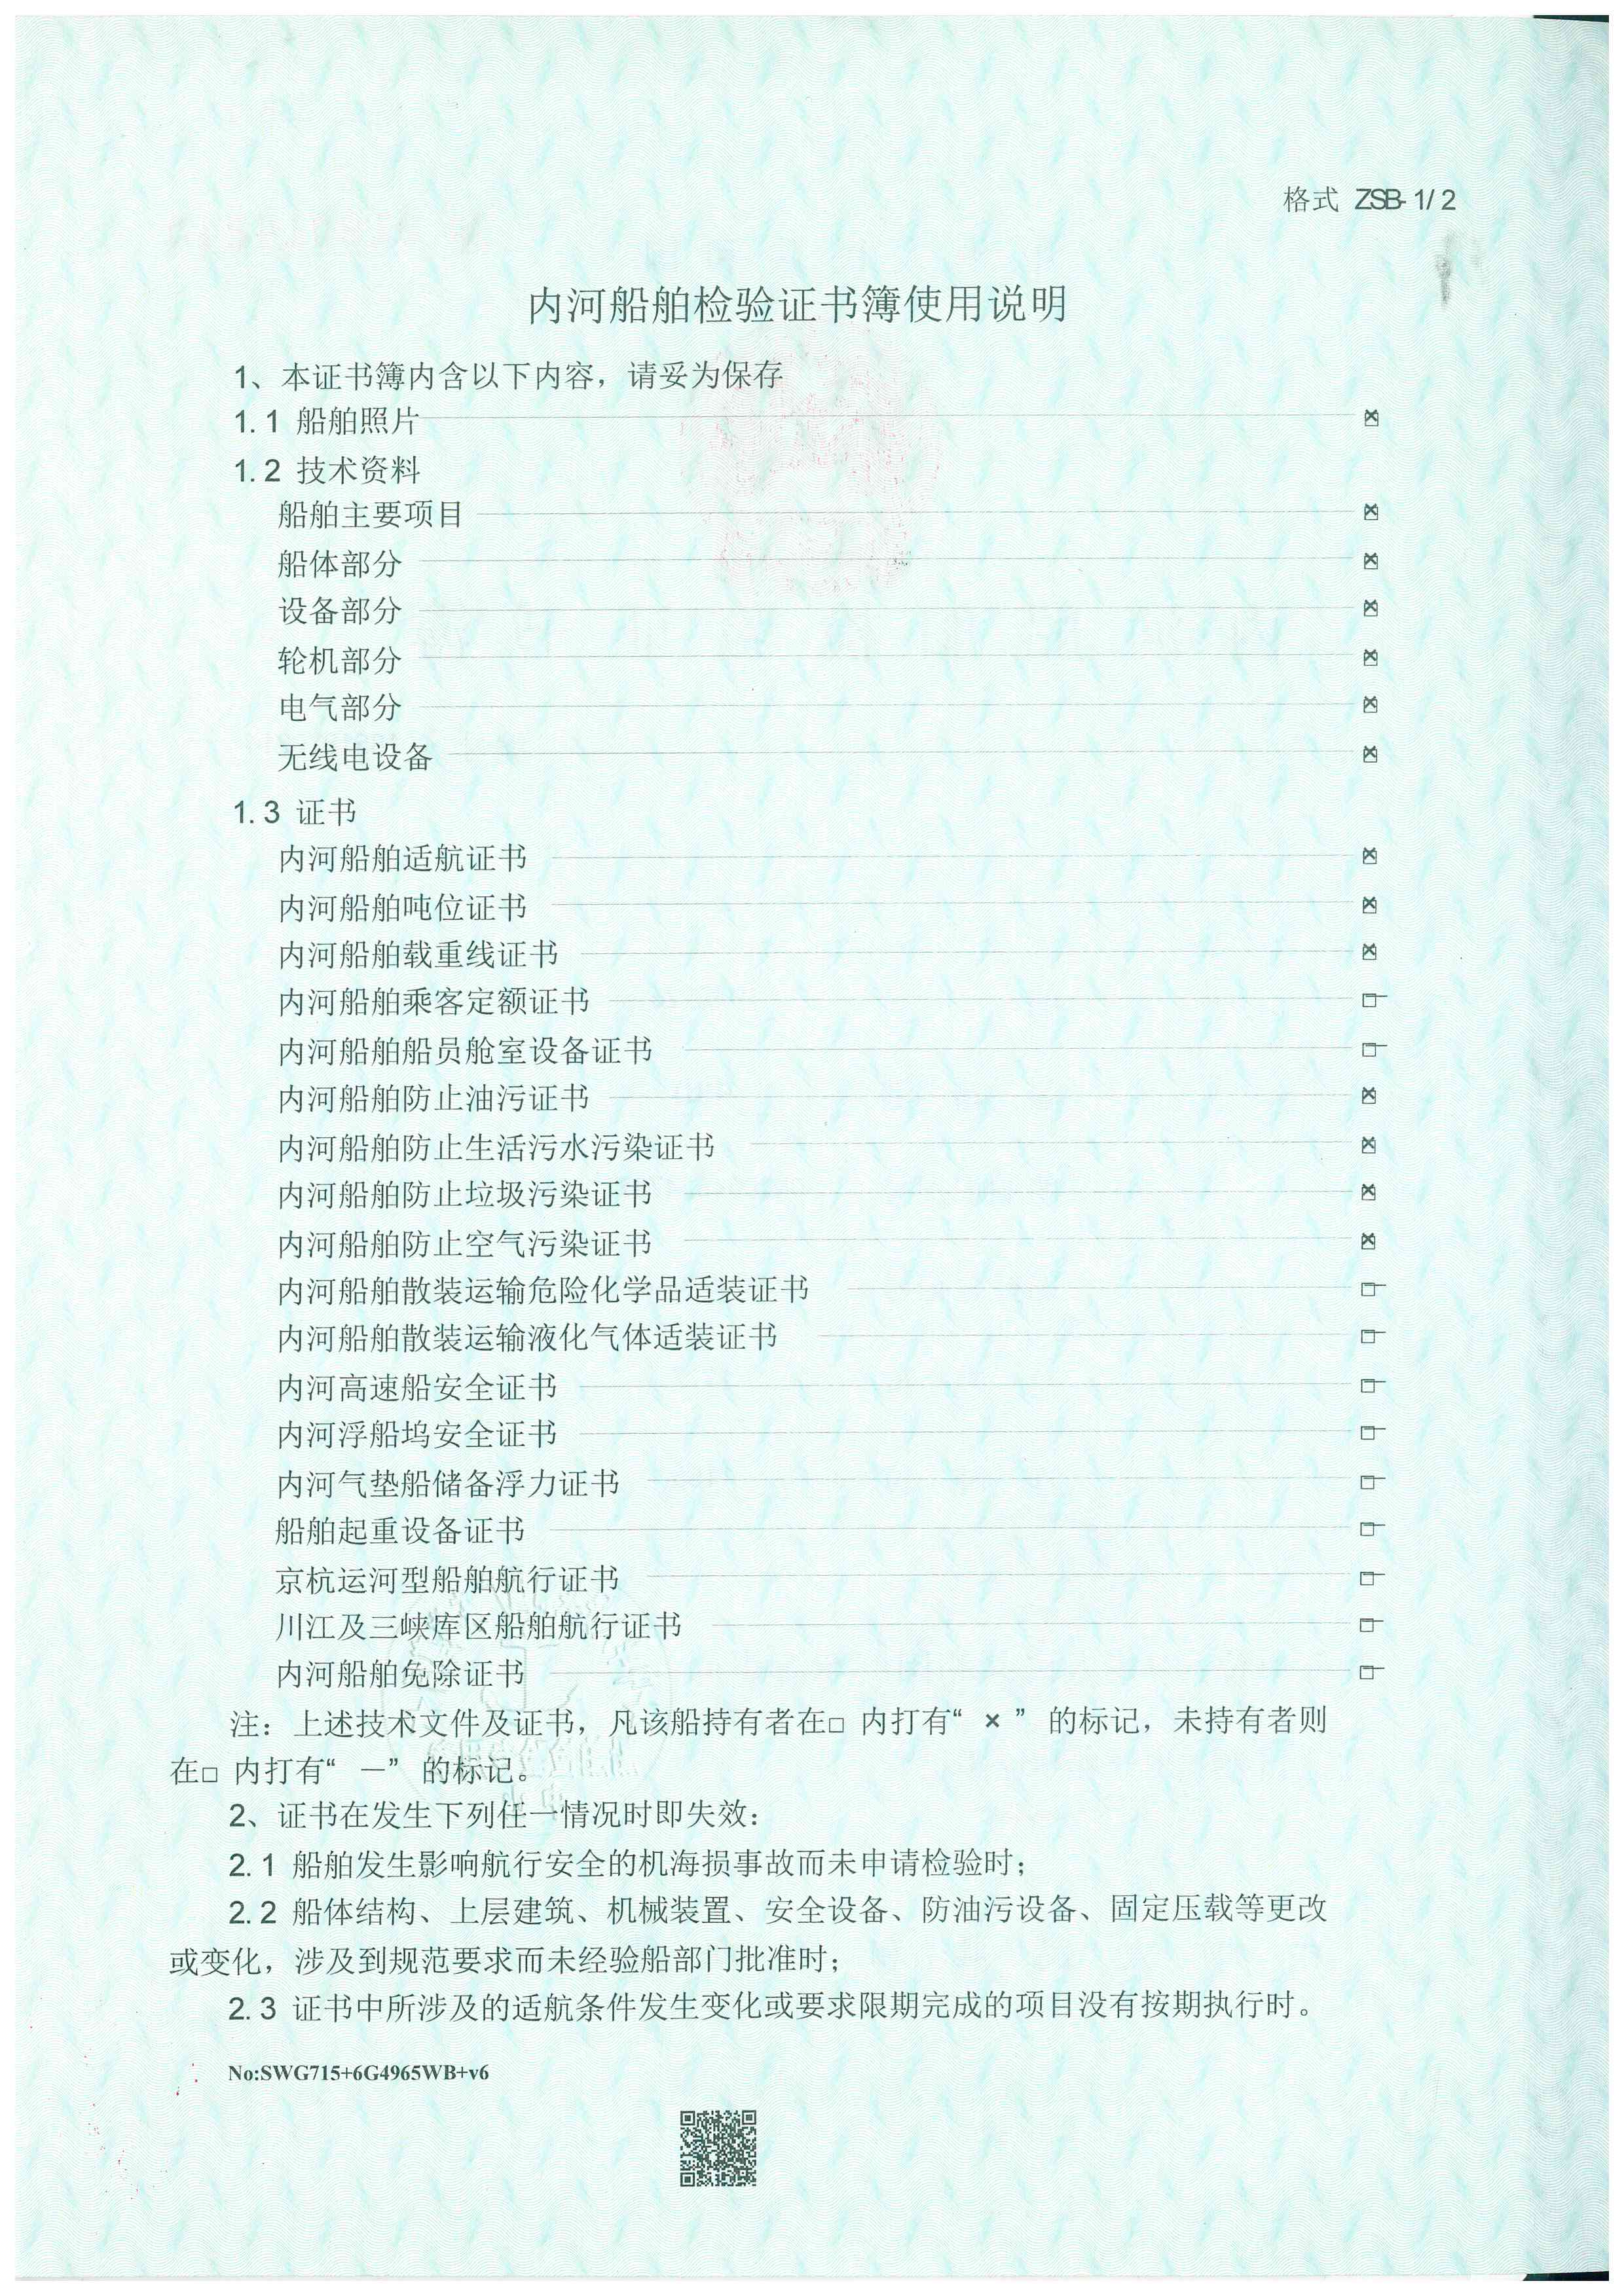 格式 ZSB-1/2
内河船舶检验证书簿使用说明
1、本证书簿内含以下内容，请妥为保存
1.1 船舶照片 ☒
1.2 技术资料
船舶主要项目 ☒
船体部分 ☒
设备部分 ☒
轮机部分 ☒
电气部分 ☒
无线电设备 ☒
1.3 证书
内河船舶适航证书 ☒
内河船舶吨位证书 ☒
内河船舶载重线证书 ☒
内河船舶乘客定额证书 □
内河船舶船员舱室设备证书 □
内河船舶防止油污证书 ☒
内河船舶防止生活污水污染证书 ☒
内河船舶防止垃圾污染证书 ☒
内河船舶防止空气污染证书 ☒
内河船舶散装运输危险化学品适装证书 □
内河船舶散装运输液化气体适装证书 □
内河高速船安全证书 □
内河浮船坞安全证书 □
内河气垫船储备浮力证书 □
船舶起重设备证书 □
京杭运河型船舶航行证书 □
川江及三峡库区船舶航行证书 □
内河船舶免除证书 □
注：上述技术文件及证书，凡该船持有者在□ 内打有“ × ” 的标记，未持有者则
在□ 内打有“ —” 的标记。
2、证书在发生下列任一情况时即失效：
2.1 船舶发生影响航行安全的机海损事故而未申请检验时；
2.2 船体结构、上层建筑、机械装置、安全设备、防油污设备、固定压载等更改
或变化，涉及到规范要求而未经验船部门批准时；
2.3 证书中所涉及的适航条件发生变化或要求限期完成的项目没有按期执行时。
No:SWG715+6G4965WB+v6